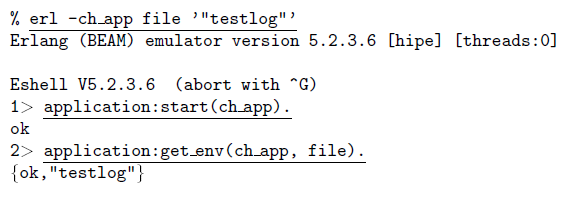 % erl -ch_app file ’"testlog"’
Erlang (BEAM) emulator version 5.2.3.6 [hipe] [threads:0]
Eshell V5.2.3.6 (abort with ^G)
1> application:start(ch_app).
ok
2> application:get_env(ch_app, file).
{ok,"testlog"}